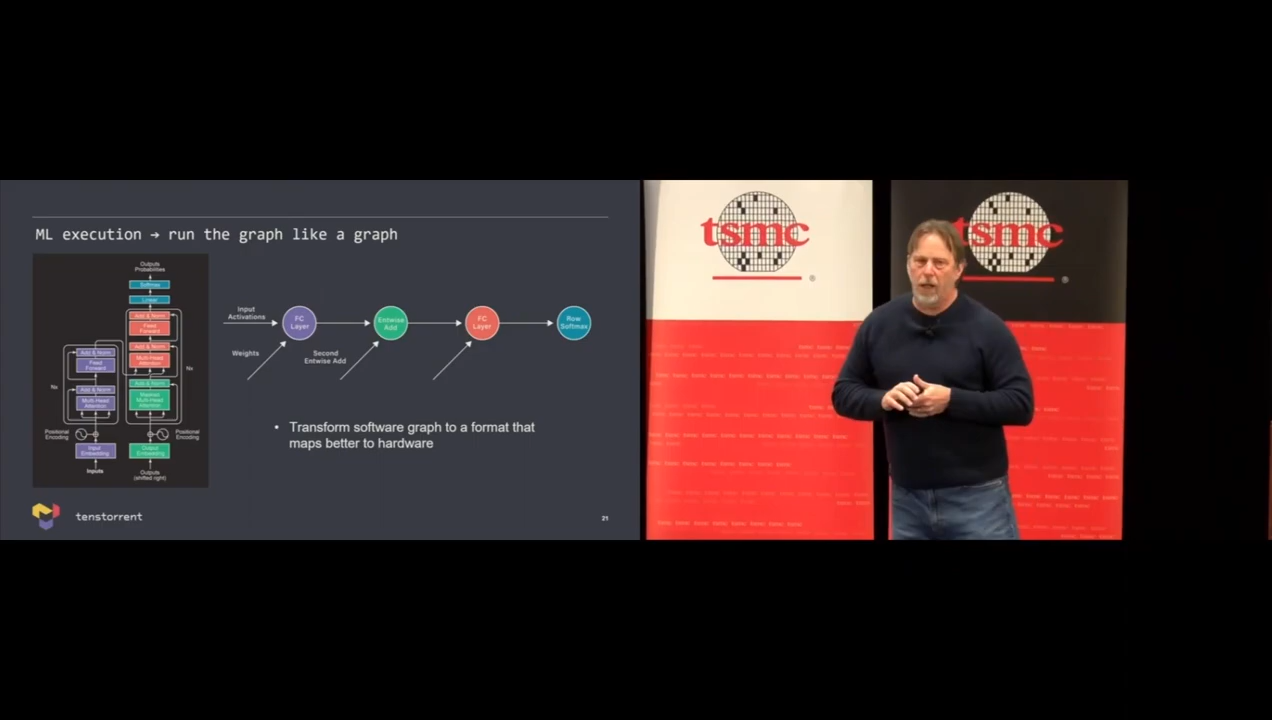 ML execution → run the graph like a graph
Outputs
Probabilities
Softmax
Linear
Add & Norm
Feed
Forward
Add & Norm
Multi-Head
Attention
Add & Norm
Masked
Multi-Head
Attention
Nx
Add & Norm
Feed
Forward
Add & Norm
Multi-Head
Attention
Nx
Positional
Encoding
Positional
Encoding
Input
Embedding
Output
Embedding
Inputs
Outputs
(shifted right)
Input
Activations
FC
Layer
Entwise
Add
FC
Layer
Row
Softmax
Weights
Second
Entwise Add
• Transform software graph to a format that
maps better to hardware
tenstorrent
21
tsmc
®
tsmc
®